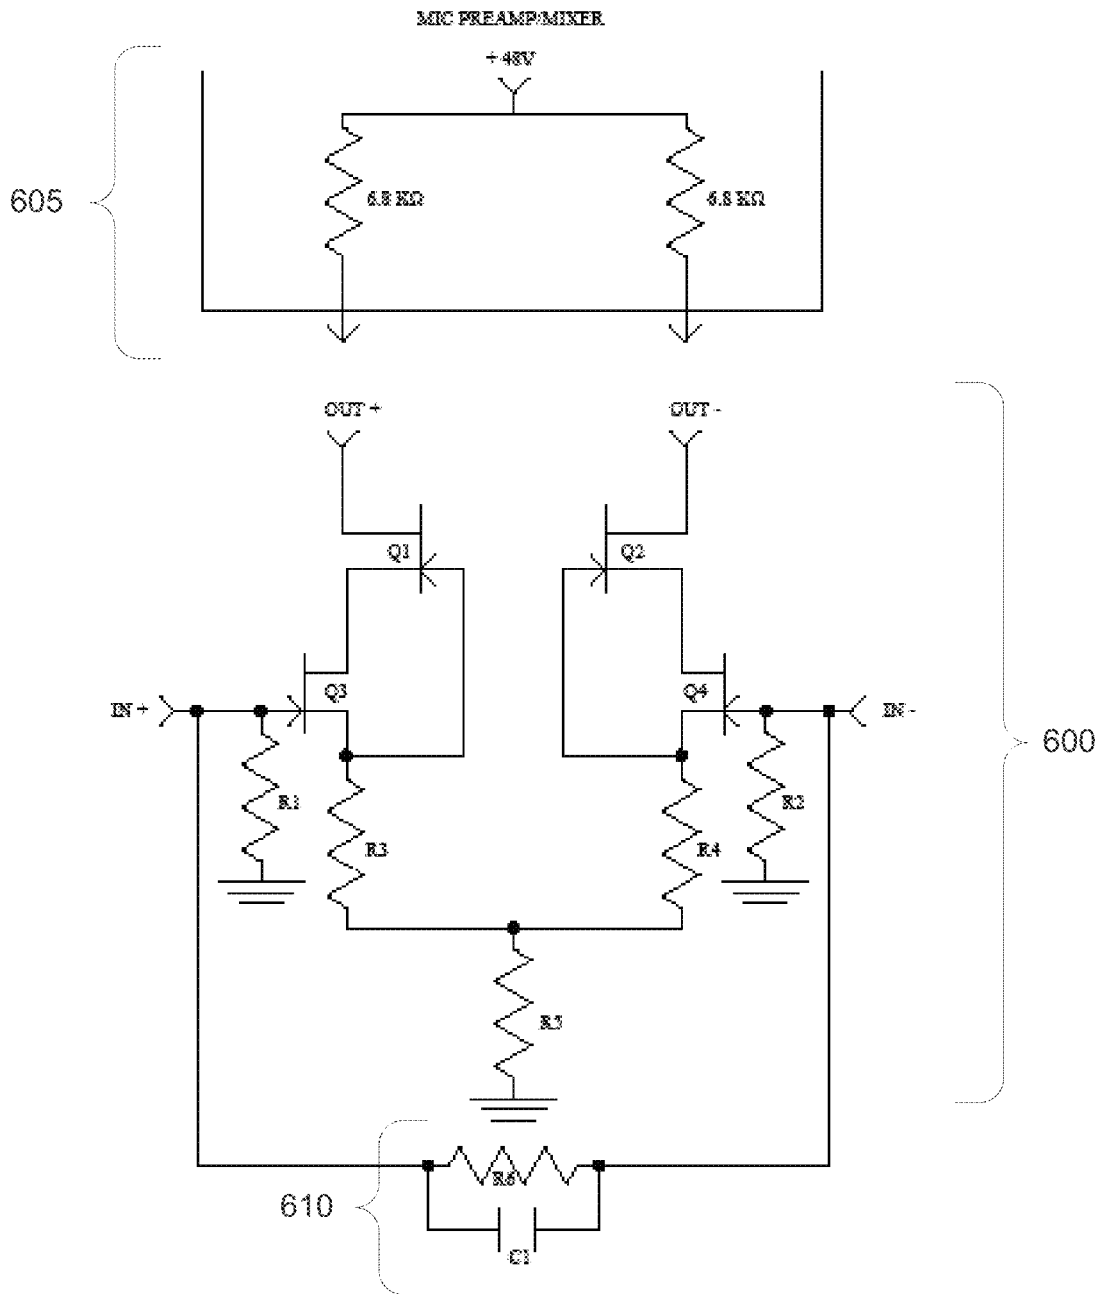 MIC PREAMP/MIXER
+ 48V
605
6.8 KΩ
6.8 KΩ
OUT +
OUT -
Q1
Q2
Q3
Q4
IN +
IN -
600
R1
R2
R3
R4
R5
R6
610
C1